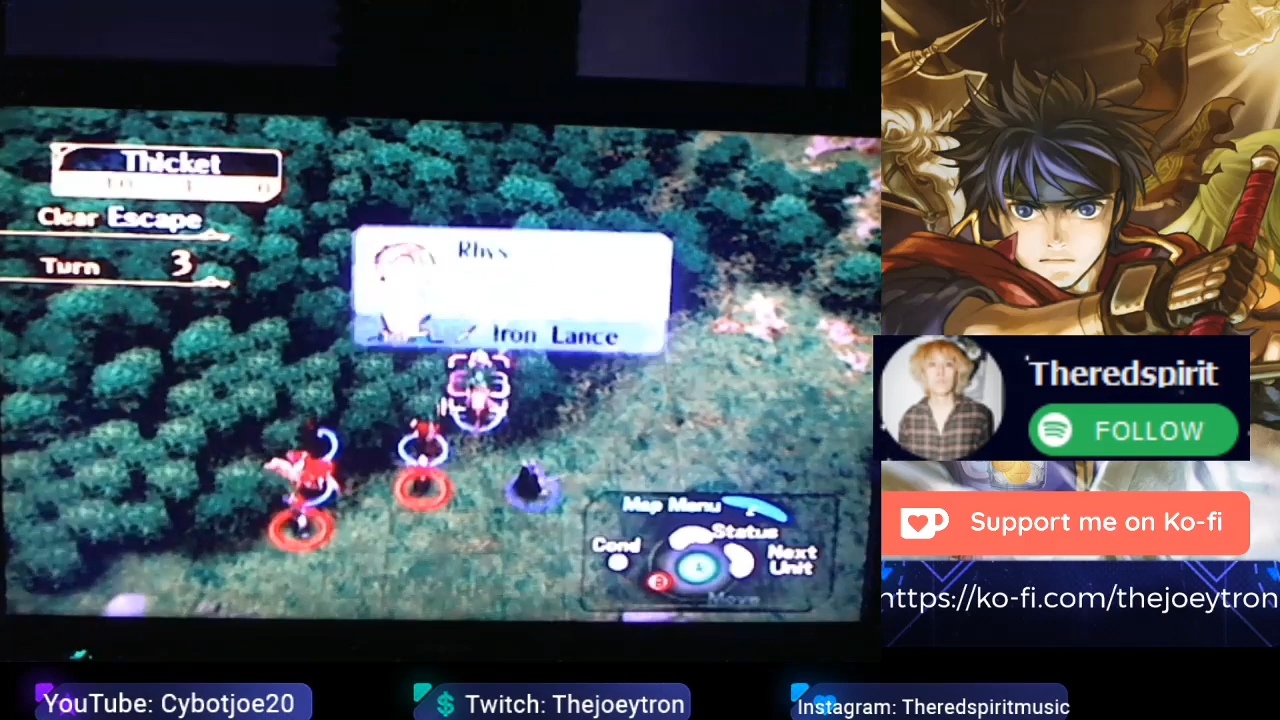 Thicket
Clear Escape
Turn 3
Rhys
Iron Lance
Map Menu
Status
Cond
Next
Unit
A
B
Move
Theredspirit
FOLLOW
Support me on Ko-fi
https://ko-fi.com/thejoeytron
YouTube: Cybotjoe20
$ Twitch: Thejoeytron
Instagram: Theredspiritmusic